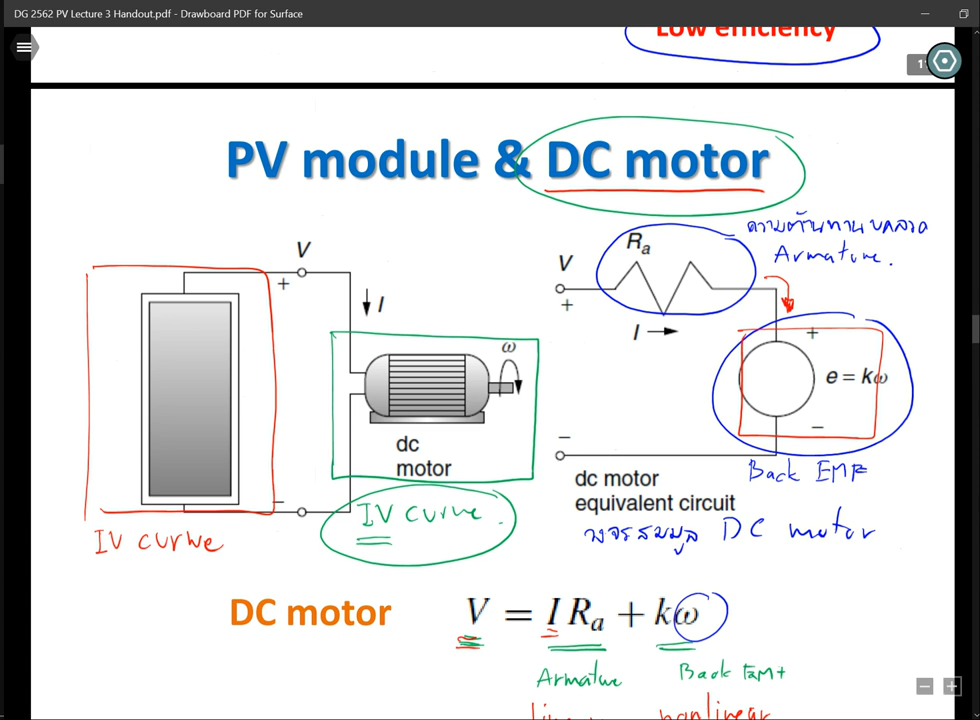 DG 2562 PV Lecture 3 Handout.pdf - Drawboard PDF for Surface
Low efficiency
PV module & DC motor
V
+
I
ω
dc
motor
−
IV curve
IV curve.
V
+
Rₐ
I
ความต้านทานขดลวด
Armature.
+
e = kω
−
−
dc motor
equivalent circuit
Back EMF
วงจรสมมูล DC motor
DC motor
V = I Rₐ + kω
Armature
Back EMF
nonlinear